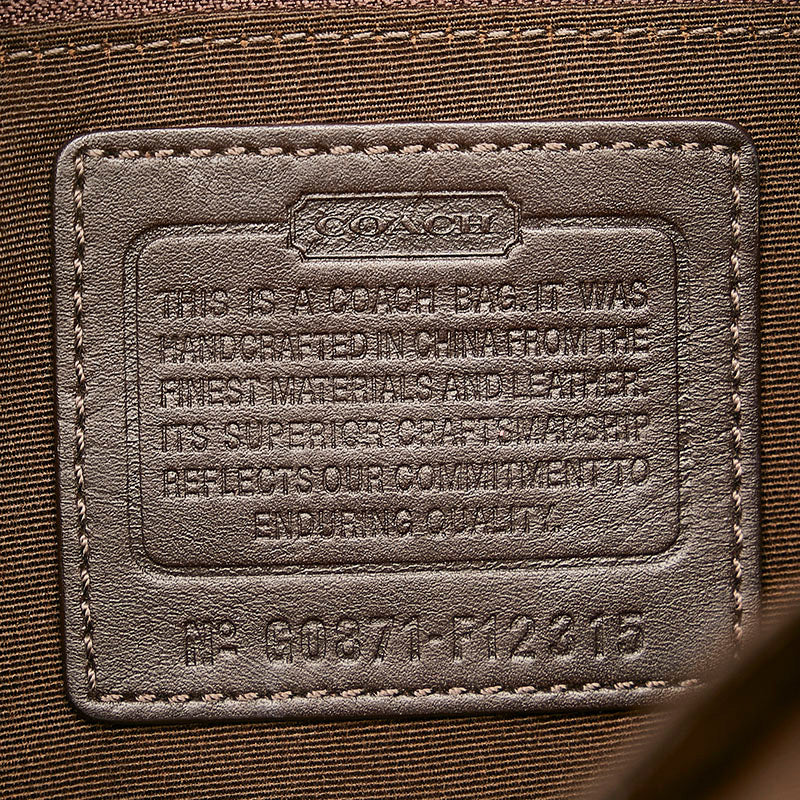 COACH
THIS IS A COACH BAG. IT WAS
HANDCRAFTED IN CHINA FROM THE
FINEST MATERIALS AND LEATHER.
ITS SUPERIOR CRAFTSMANSHIP
REFLECTS OUR COMMITMENT TO
ENDURING QUALITY.
Nº G0871-F12315